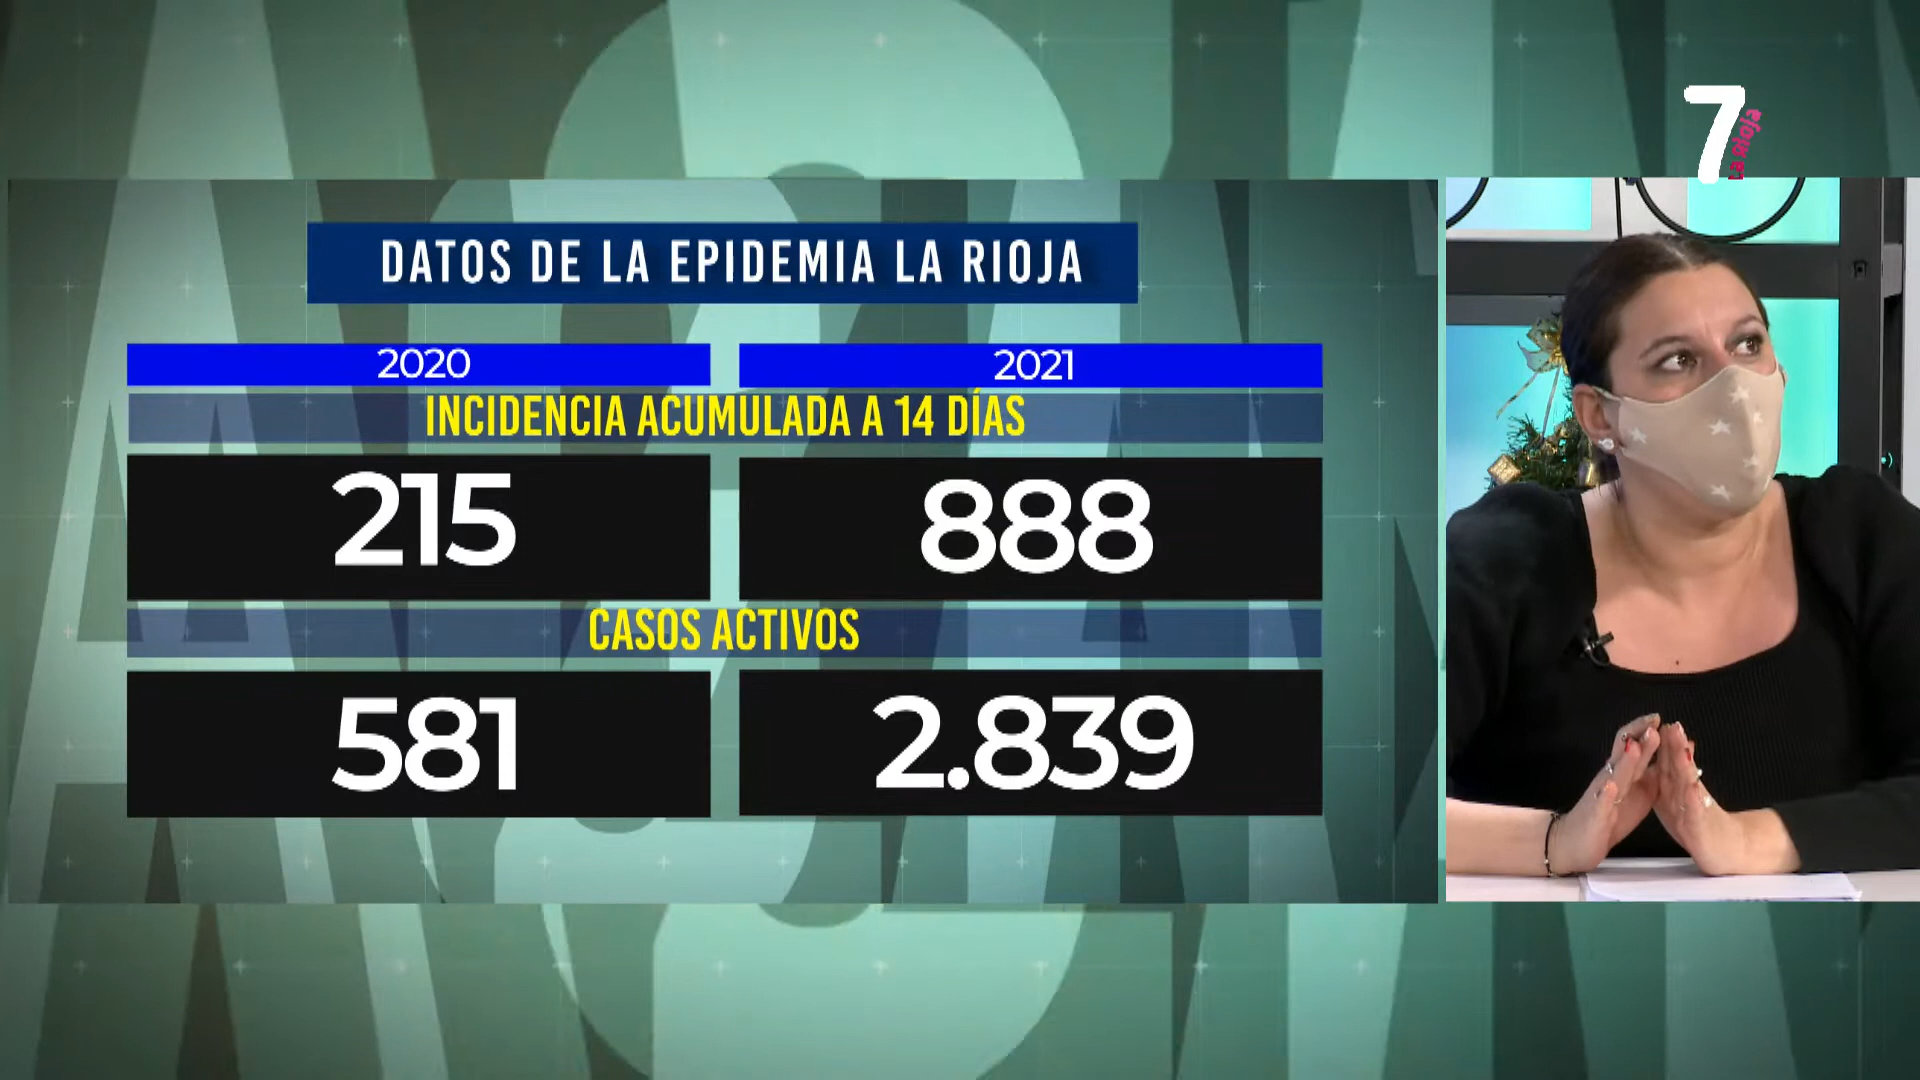 7
La Rioja
DATOS DE LA EPIDEMIA LA RIOJA
2020
2021
INCIDENCIA ACUMULADA A 14 DÍAS
215
888
CASOS ACTIVOS
581
2.839